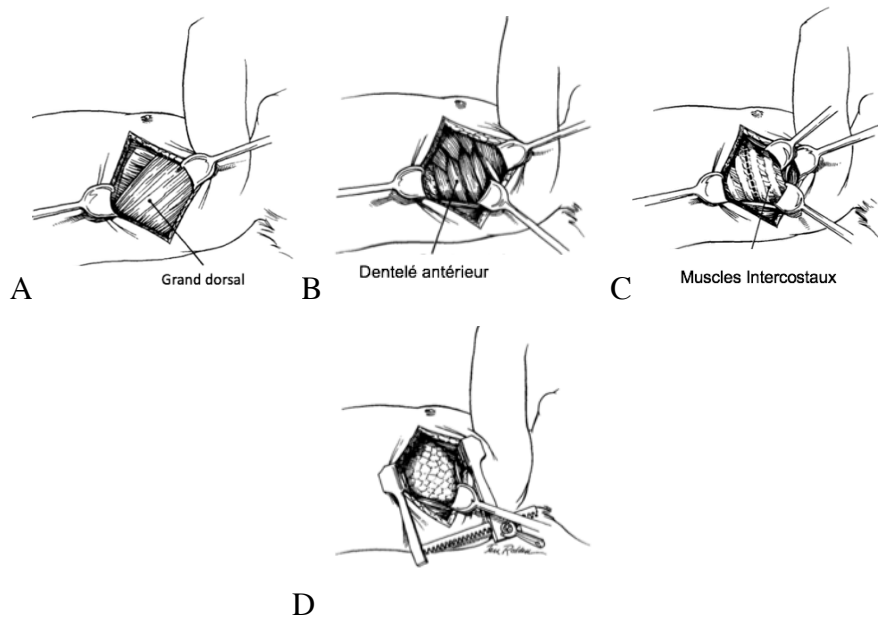 A
Grand dorsal
B
Dentelé antérieur
C
Muscles Intercostaux
D